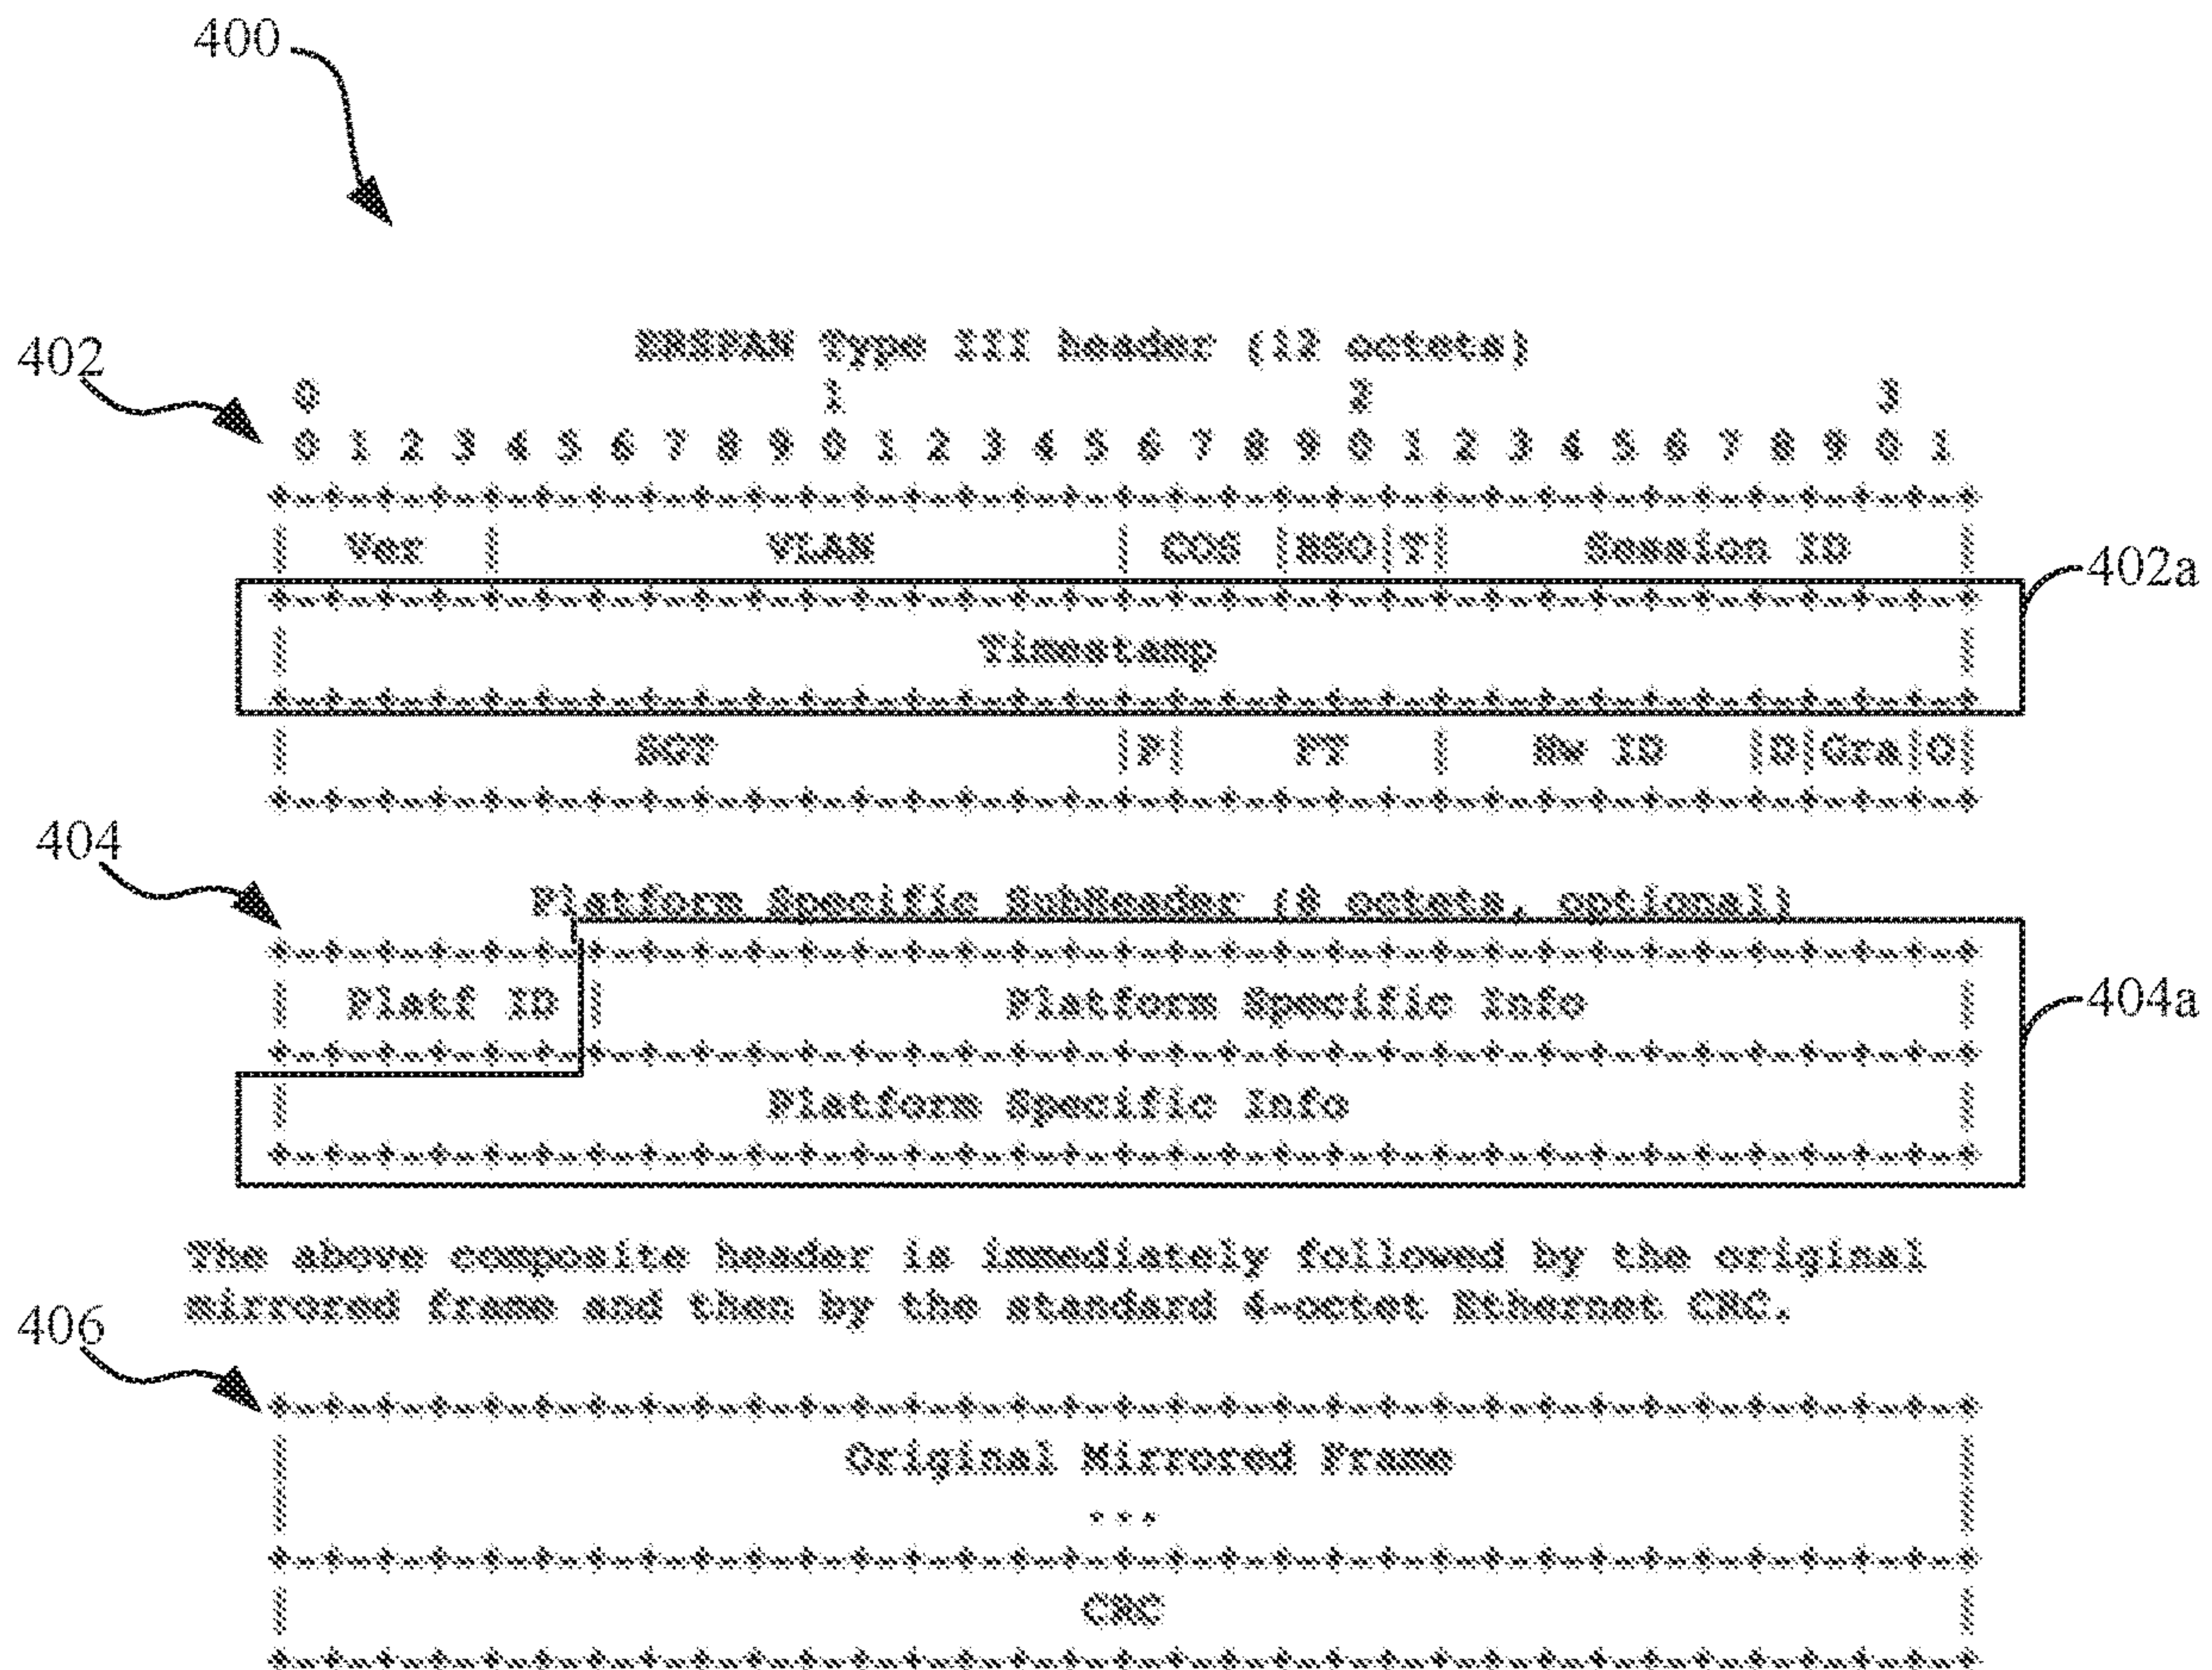 400
402
ERSPAN Type III header (12 octets)
0 1 2 3
0 1 2 3 4 5 6 7 8 9 0 1 2 3 4 5 6 7 8 9 0 1 2 3 4 5 6 7 8 9 0 1
+-+-+-+-+-+-+-+-+-+-+-+-+-+-+-+-+-+-+-+-+-+-+-+-+-+-+-+-+-+-+-+-+
| Ver | VLAN | COS |BSO|T| Session ID |
402a
+-+-+-+-+-+-+-+-+-+-+-+-+-+-+-+-+-+-+-+-+-+-+-+-+-+-+-+-+-+-+-+-+
| Timestamp |
+-+-+-+-+-+-+-+-+-+-+-+-+-+-+-+-+-+-+-+-+-+-+-+-+-+-+-+-+-+-+-+-+
| SGT |P| FT | Hw ID |D|Gra|O|
+-+-+-+-+-+-+-+-+-+-+-+-+-+-+-+-+-+-+-+-+-+-+-+-+-+-+-+-+-+-+-+-+
404
Platform Specific SubHeader (8 octets, optional)
+-+-+-+-+-+-+-+-+-+-+-+-+-+-+-+-+-+-+-+-+-+-+-+-+-+-+-+-+-+-+-+-+
| Platf ID | Platform Specific Info |
404a
+-+-+-+-+-+-+-+-+-+-+-+-+-+-+-+-+-+-+-+-+-+-+-+-+-+-+-+-+-+-+-+-+
| Platform Specific Info |
+-+-+-+-+-+-+-+-+-+-+-+-+-+-+-+-+-+-+-+-+-+-+-+-+-+-+-+-+-+-+-+-+
The above composite header is immediately followed by the original
mirrored frame and then by the standard 4-octet Ethernet CRC.
406
+-+-+-+-+-+-+-+-+-+-+-+-+-+-+-+-+-+-+-+-+-+-+-+-+-+-+-+-+-+-+-+-+
| Original Mirrored Frame |
| ... |
+-+-+-+-+-+-+-+-+-+-+-+-+-+-+-+-+-+-+-+-+-+-+-+-+-+-+-+-+-+-+-+-+
| CRC |
+-+-+-+-+-+-+-+-+-+-+-+-+-+-+-+-+-+-+-+-+-+-+-+-+-+-+-+-+-+-+-+-+